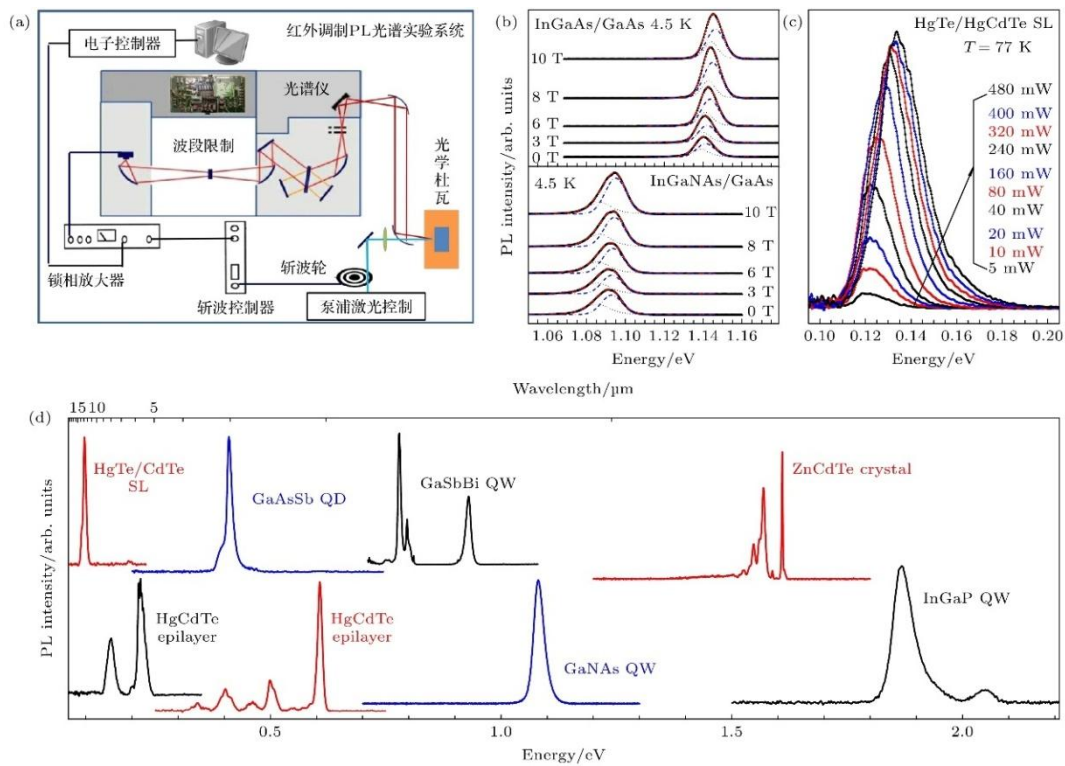 (a)
红外调制PL光谱实验系统
电子控制器
光谱仪
波段限制
光学杜瓦
锁相放大器
斩波控制器
斩波轮
泵浦激光控制
(b)
InGaAs/GaAs 4.5 K
10 T
8 T
6 T
3 T
0 T
4.5 K
InGaNAs/GaAs
10 T
8 T
6 T
3 T
0 T
PL intensity/arb. units
1.06 1.08 1.10 1.12 1.14 1.16
Energy/eV
(c)
HgTe/HgCdTe SL
T = 77 K
480 mW
400 mW
320 mW
240 mW
160 mW
80 mW
40 mW
20 mW
10 mW
5 mW
0.10 0.12 0.14 0.16 0.18 0.20
Energy/eV
Wavelength/μm
(d)
1510 5
HgTe/CdTe
SL
GaAsSb QD
GaSbBi QW
ZnCdTe crystal
HgCdTe
epilayer
HgCdTe
epilayer
GaNAs QW
InGaP QW
PL intensity/arb. units
0.5 1.0 1.5 2.0
Energy/eV